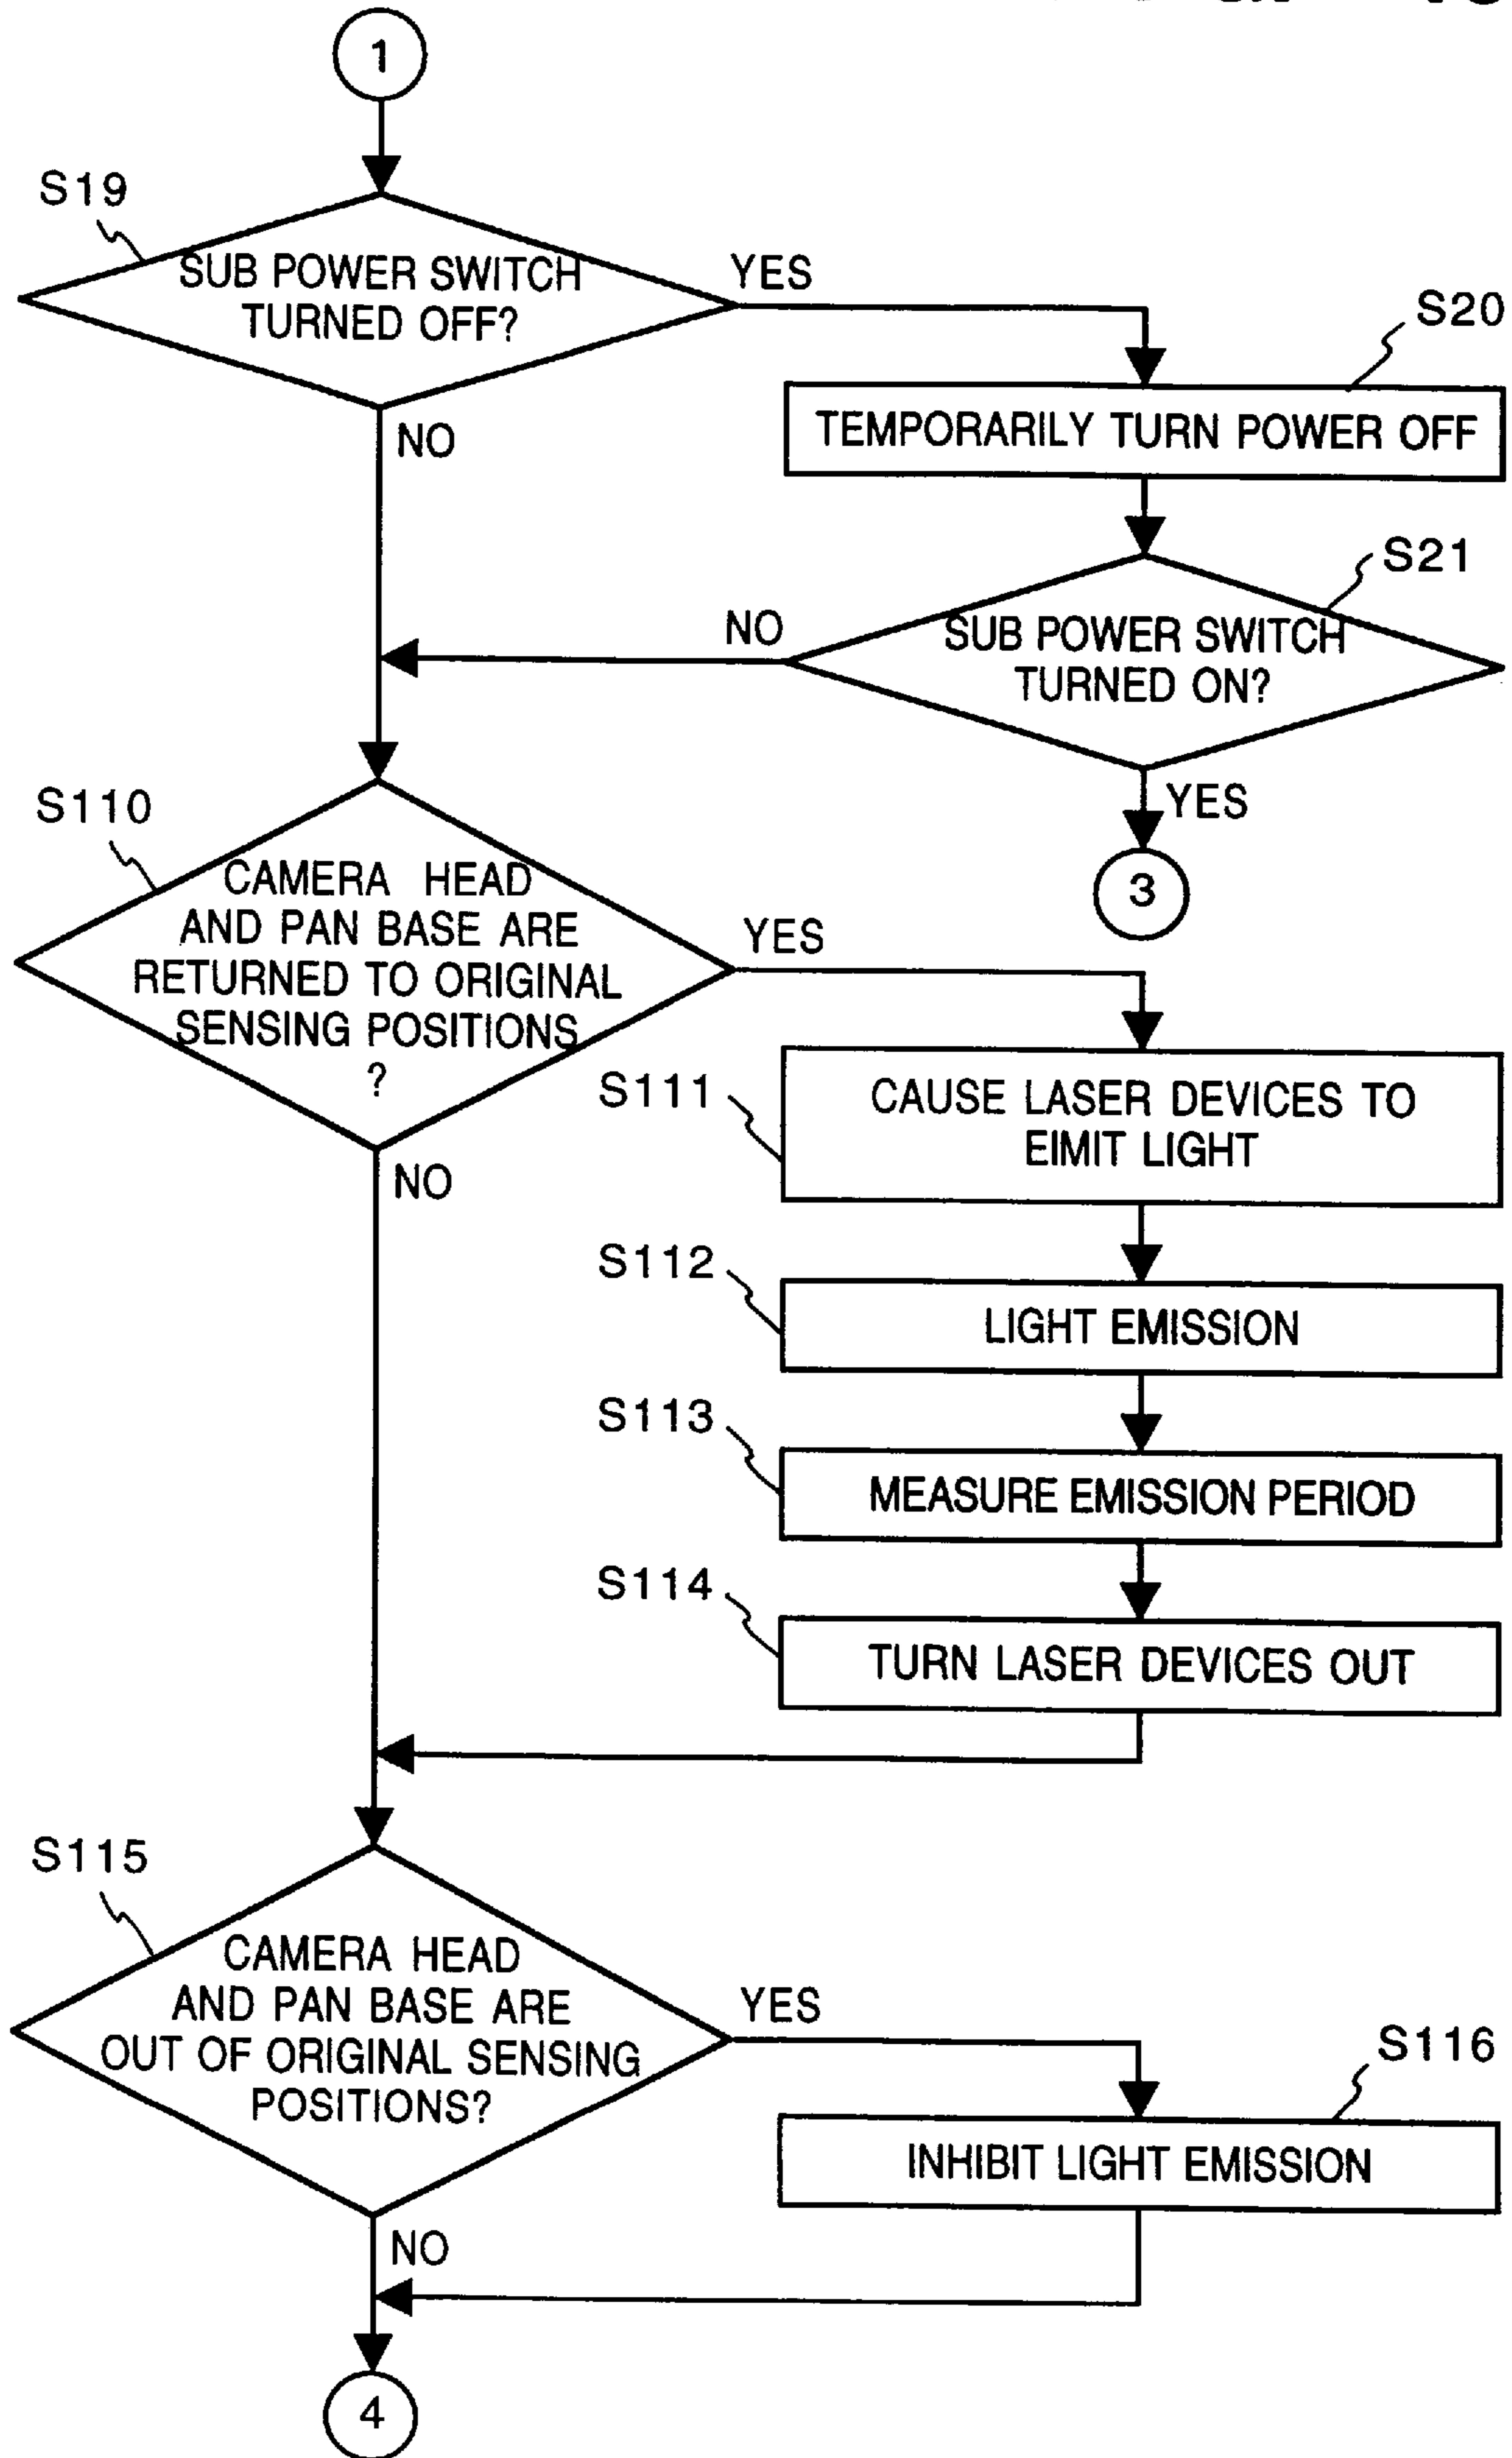 1
S19
SUB POWER SWITCH
TURNED OFF?
YES
NO
S20
TEMPORARILY TURN POWER OFF
S21
SUB POWER SWITCH
TURNED ON?
NO
YES
3
S110
CAMERA HEAD
AND PAN BASE ARE
RETURNED TO ORIGINAL
SENSING POSITIONS
?
YES
NO
S111
CAUSE LASER DEVICES TO
EIMIT LIGHT
S112
LIGHT EMISSION
S113
MEASURE EMISSION PERIOD
S114
TURN LASER DEVICES OUT
S115
CAMERA HEAD
AND PAN BASE ARE
OUT OF ORIGINAL SENSING
POSITIONS?
YES
NO
S116
INHIBIT LIGHT EMISSION
4